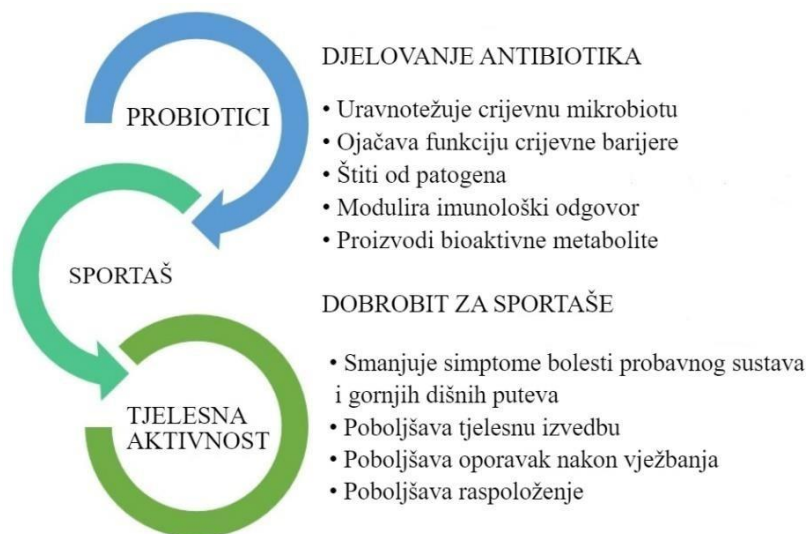 PROBIOTICI
SPORTAŠ
TJELESNA
AKTIVNOST
DJELOVANJE ANTIBIOTIKA
• Uravnotežuje crijevnu mikrobiotu
• Ojačava funkciju crijevne barijere
• Štiti od patogena
• Modulira imunološki odgovor
• Proizvodi bioaktivne metabolite
DOBROBIT ZA SPORTAŠE
• Smanjuje simptome bolesti probavnog sustava
i gornjih dišnih puteva
• Poboljšava tjelesnu izvedbu
• Poboljšava oporavak nakon vježbanja
• Poboljšava raspoloženje